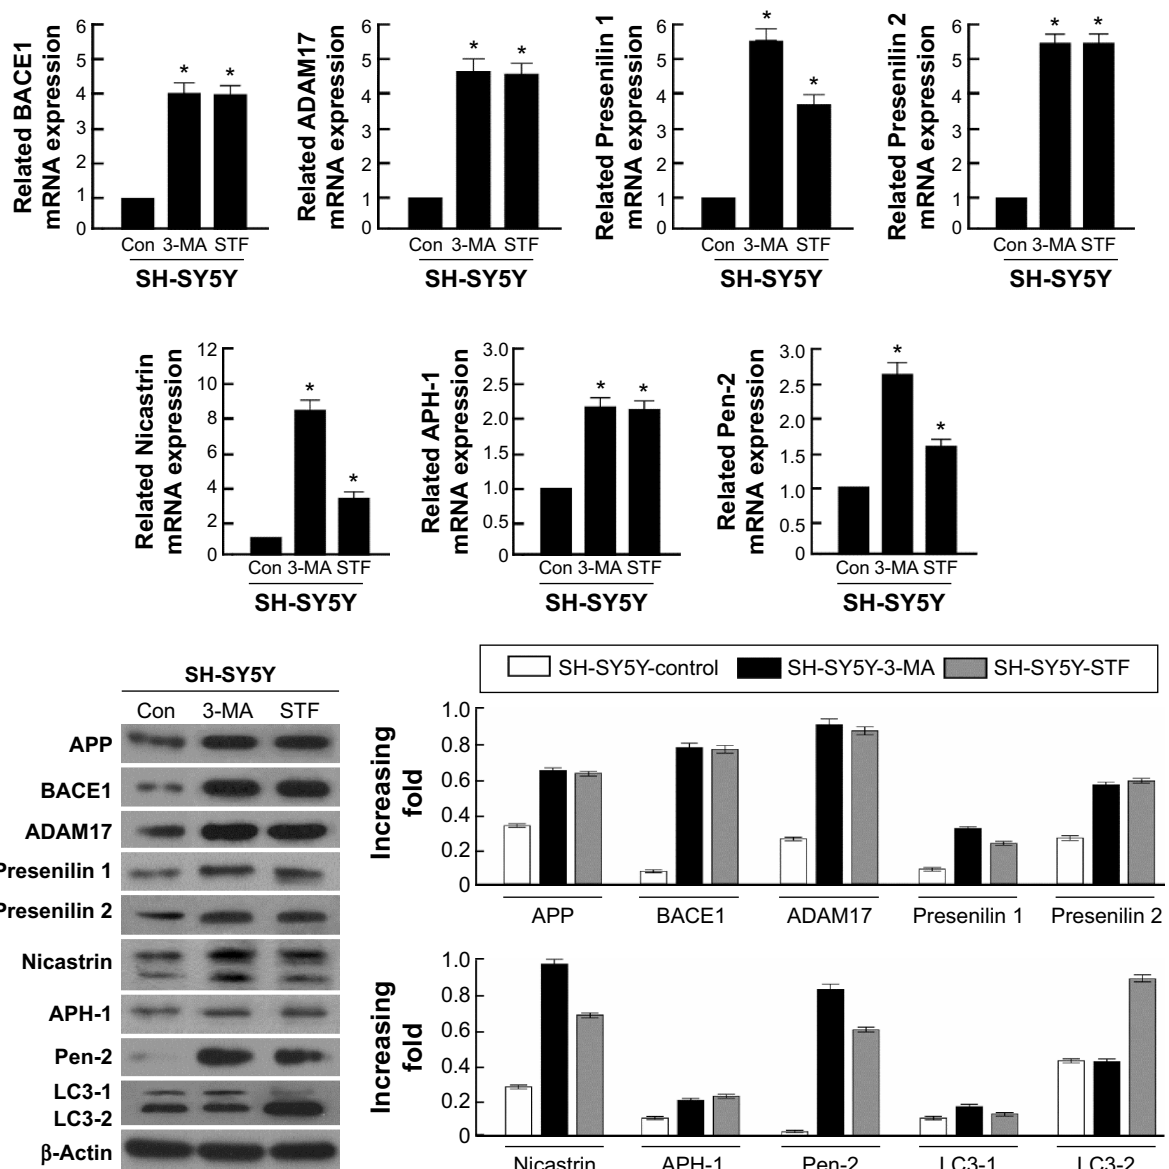 Related BACE1
mRNA expression
6
5
4
3
2
1
0
*
*
Con 3-MA STF
SH-SY5Y
Related ADAM17
mRNA expression
6
5
4
3
2
1
0
*
*
Con 3-MA STF
SH-SY5Y
Related Presenilin 1
mRNA expression
6
5
4
3
2
1
0
*
*
Con 3-MA STF
SH-SY5Y
Related Presenilin 2
mRNA expression
6
5
4
3
2
1
0
*
*
Con 3-MA STF
SH-SY5Y
Related Nicastrin
mRNA expression
12
10
8
6
4
2
0
*
*
Con 3-MA STF
SH-SY5Y
Related APH-1
mRNA expression
3.0
2.5
2.0
1.5
1.0
0.5
0
*
*
Con 3-MA STF
SH-SY5Y
Related Pen-2
mRNA expression
3.0
2.5
2.0
1.5
1.0
0.5
0
*
*
Con 3-MA STF
SH-SY5Y
SH-SY5Y
Con 3-MA STF
APP
BACE1
ADAM17
Presenilin 1
Presenilin 2
Nicastrin
APH-1
Pen-2
LC3-1
LC3-2
β-Actin
SH-SY5Y-control SH-SY5Y-3-MA SH-SY5Y-STF
Increasing
fold
1.0
0.8
0.6
0.4
0.2
0
APP BACE1 ADAM17 Presenilin 1 Presenilin 2
Increasing
fold
1.0
0.8
0.6
0.4
0.2
0
Nicastrin APH-1 Pen-2 LC3-1 LC3-2